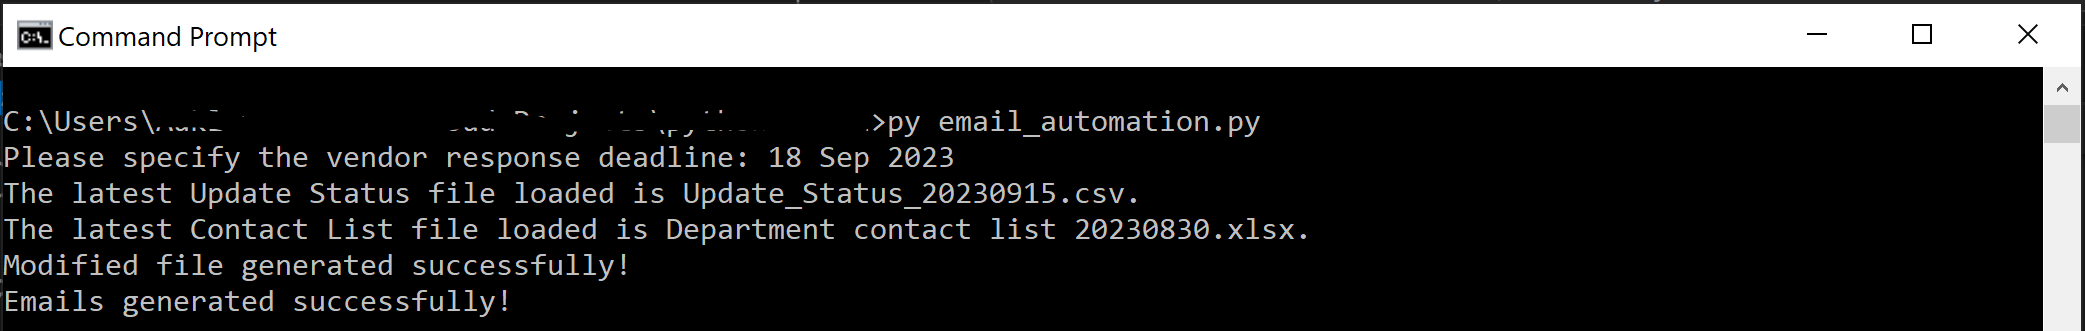 Command Prompt
C:\Users\ >py email_automation.py
Please specify the vendor response deadline: 18 Sep 2023
The latest Update Status file loaded is Update_Status_20230915.csv.
The latest Contact List file loaded is Department contact list 20230830.xlsx.
Modified file generated successfully!
Emails generated successfully!